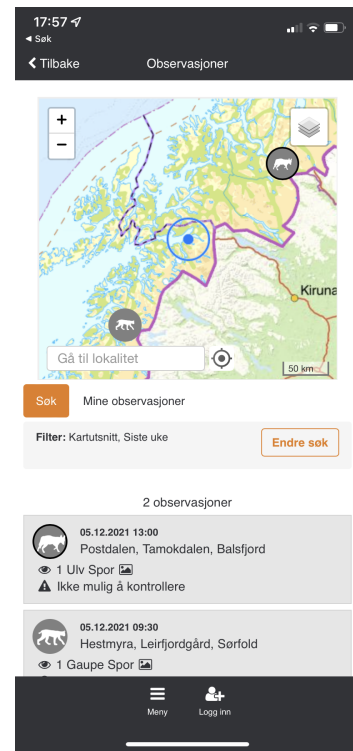 17:57
◀ Søk
Tilbake
Observasjoner
+
−
Kiruna
Gå til lokalitet
50 km
Søk
Mine observasjoner
Filter: Kartutsnitt, Siste uke
Endre søk
2 observasjoner
05.12.2021 13:00
Postdalen, Tamokdalen, Balsfjord
1 Ulv Spor
Ikke mulig å kontrollere
05.12.2021 09:30
Hestmyra, Leirfjordgård, Sørfold
1 Gaupe Spor
Meny
Logg inn